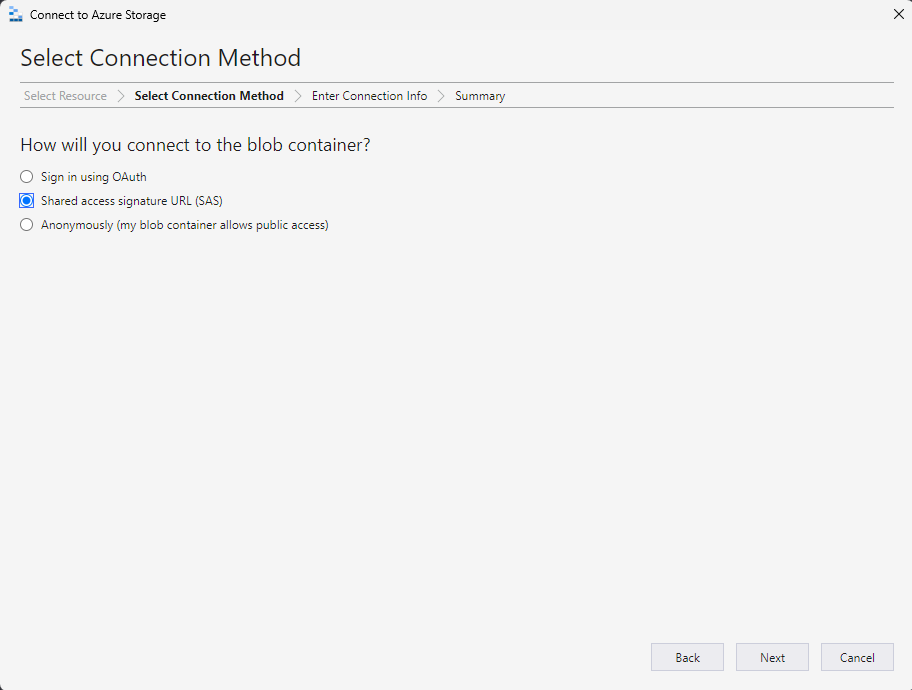 Connect to Azure Storage
Select Connection Method
Select Resource Select Connection Method Enter Connection Info Summary
How will you connect to the blob container?
Sign in using OAuth
Shared access signature URL (SAS)
Anonymously (my blob container allows public access)
Back Next Cancel